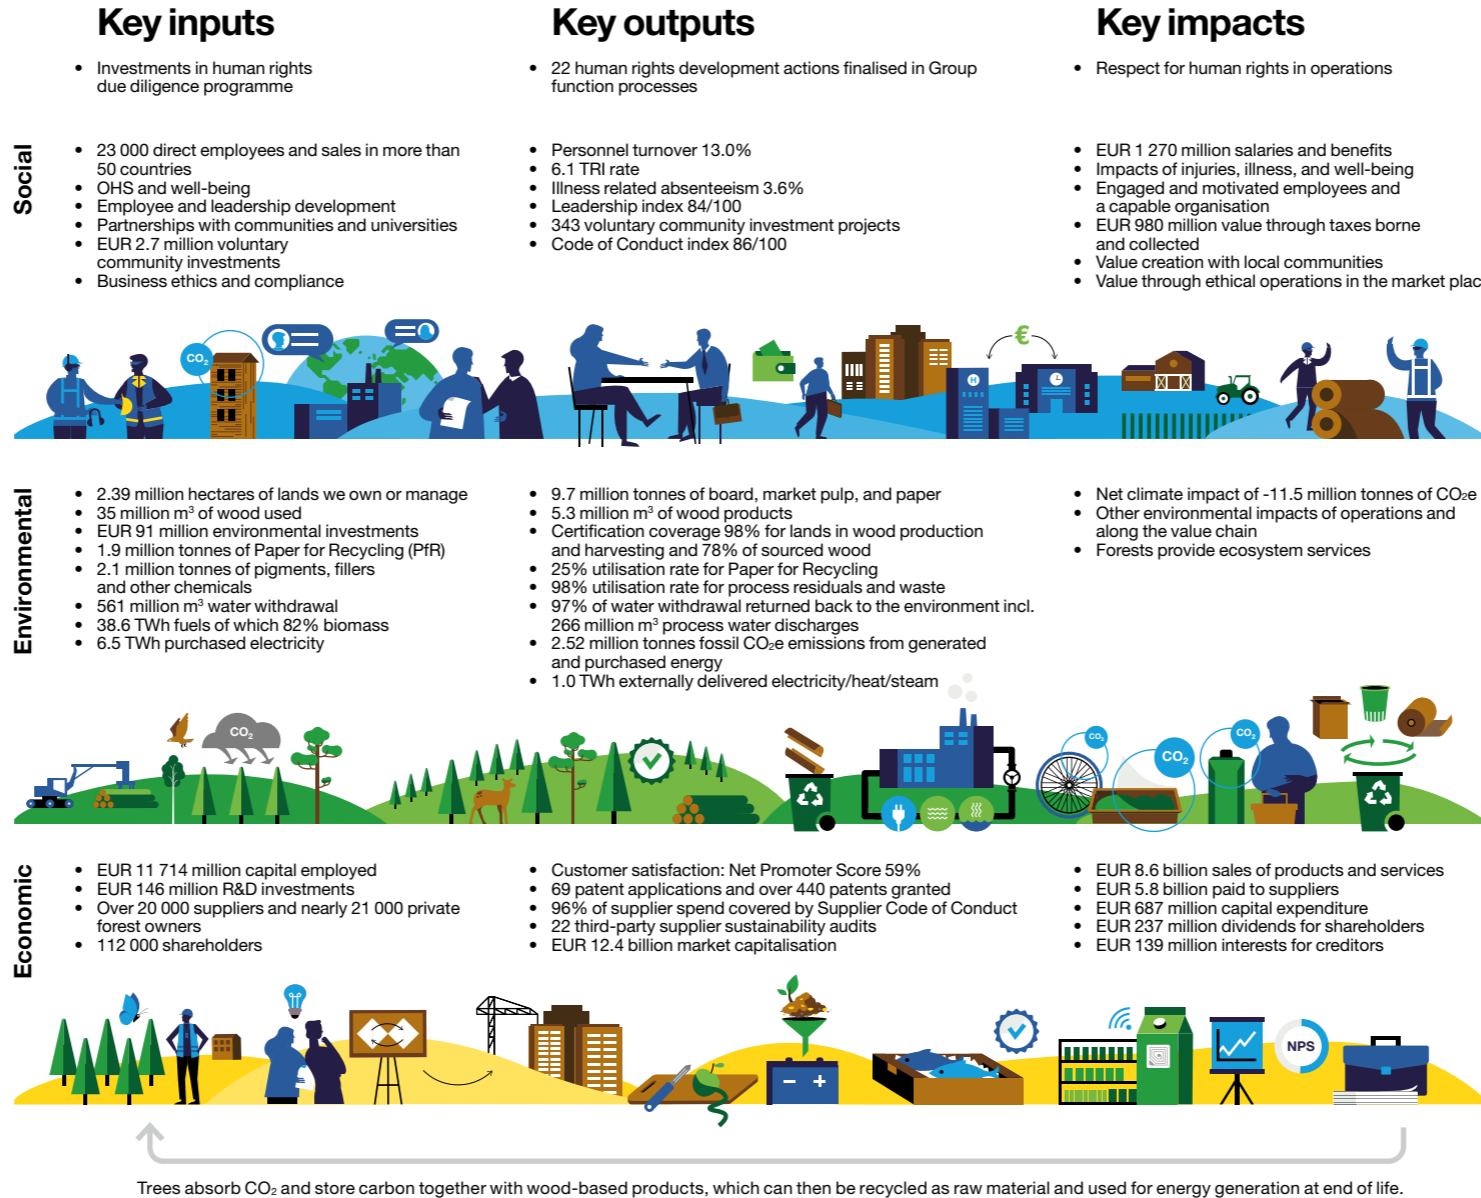 Key inputs
Key outputs
Key impacts
Social
• Investments in human rights
due diligence programme
• 22 human rights development actions finalised in Group
function processes
• Respect for human rights in operations
• 23 000 direct employees and sales in more than
50 countries
• OHS and well-being
• Employee and leadership development
• Partnerships with communities and universities
• EUR 2.7 million voluntary
community investments
• Business ethics and compliance
• Personnel turnover 13.0%
• 6.1 TRI rate
• Illness related absenteeism 3.6%
• Leadership index 84/100
• 343 voluntary community investment projects
• Code of Conduct index 86/100
• EUR 1 270 million salaries and benefits
• Impacts of injuries, illness, and well-being
• Engaged and motivated employees and
a capable organisation
• EUR 980 million value through taxes borne
and collected
• Value creation with local communities
• Value through ethical operations in the market plac
CO₂
€
H
Environmental
• 2.39 million hectares of lands we own or manage
• 35 million m³ of wood used
• EUR 91 million environmental investments
• 1.9 million tonnes of Paper for Recycling (PfR)
• 2.1 million tonnes of pigments, fillers
and other chemicals
• 561 million m³ water withdrawal
• 38.6 TWh fuels of which 82% biomass
• 6.5 TWh purchased electricity
• 9.7 million tonnes of board, market pulp, and paper
• 5.3 million m³ of wood products
• Certification coverage 98% for lands in wood production
and harvesting and 78% of sourced wood
• 25% utilisation rate for Paper for Recycling
• 98% utilisation rate for process residuals and waste
• 97% of water withdrawal returned back to the environment incl.
266 million m³ process water discharges
• 2.52 million tonnes fossil CO₂e emissions from generated
and purchased energy
• 1.0 TWh externally delivered electricity/heat/steam
• Net climate impact of -11.5 million tonnes of CO₂e
• Other environmental impacts of operations and
along the value chain
• Forests provide ecosystem services
CO₂
CO₂
CO₂
CO₂
Economic
• EUR 11 714 million capital employed
• EUR 146 million R&D investments
• Over 20 000 suppliers and nearly 21 000 private
forest owners
• 112 000 shareholders
• Customer satisfaction: Net Promoter Score 59%
• 69 patent applications and over 440 patents granted
• 96% of supplier spend covered by Supplier Code of Conduct
• 22 third-party supplier sustainability audits
• EUR 12.4 billion market capitalisation
• EUR 8.6 billion sales of products and services
• EUR 5.8 billion paid to suppliers
• EUR 687 million capital expenditure
• EUR 237 million dividends for shareholders
• EUR 139 million interests for creditors
NPS
Trees absorb CO₂ and store carbon together with wood-based products, which can then be recycled as raw material and used for energy generation at end of life.